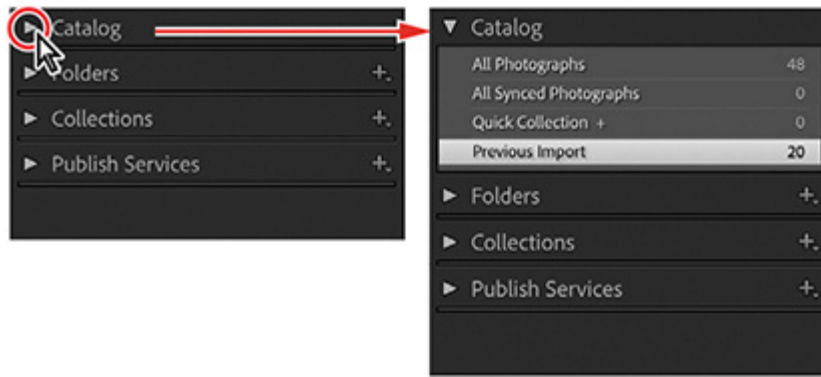 Catalog
Folders +
Collections +
Publish Services +
Catalog
All Photographs 48
All Synced Photographs 0
Quick Collection + 0
Previous Import 20
Folders +
Collections +
Publish Services +